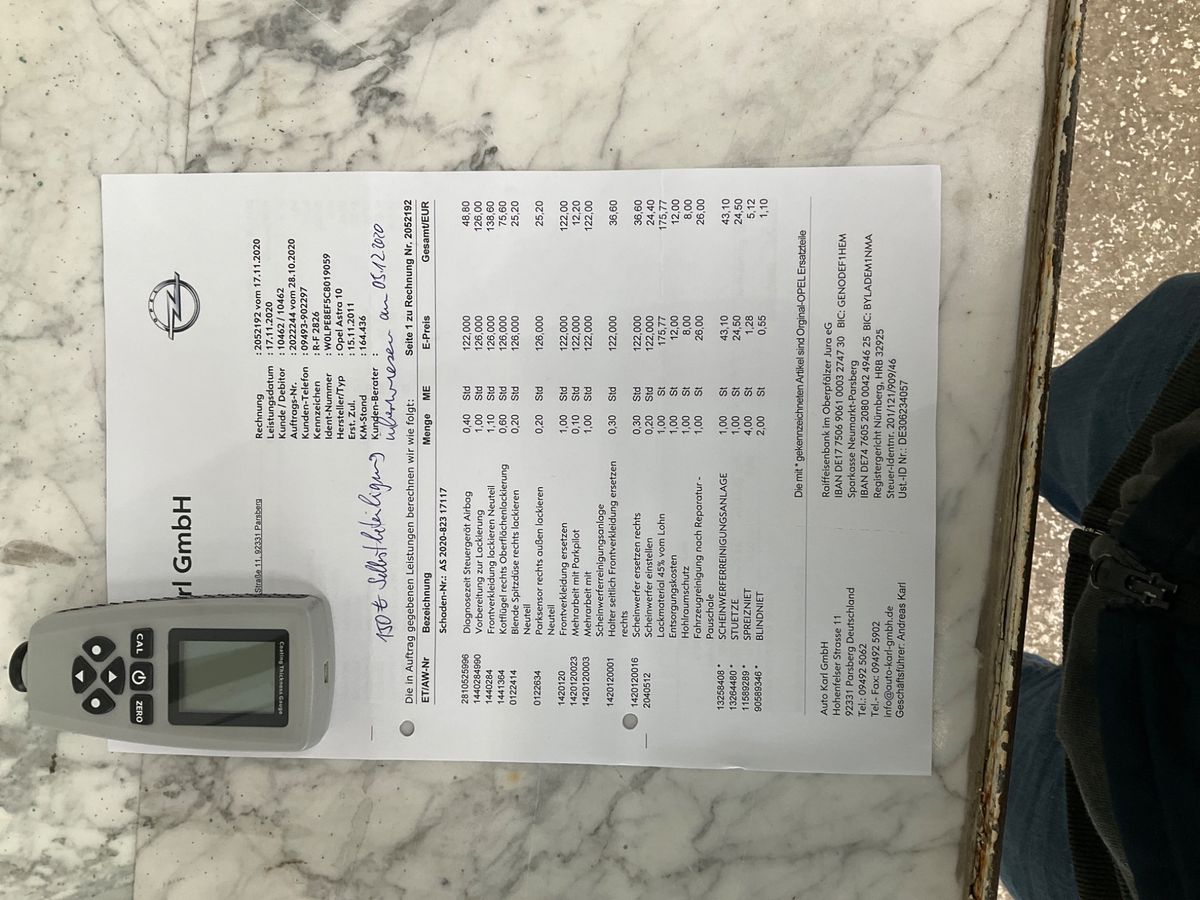 OPEL
rl GmbH
Straße 11, 92331 Parsberg
Rechnung : 2052192 vom 17.11.2020
Leistungsdatum : 17.11.2020
Kunde / Debitor : 10462 / 10462
Auftrags-Nr. : 2022244 vom 28.10.2020
Kunden-Telefon : 09493-902297
Kennzeichen : R-F 2826
Ident-Nummer : W0LPE8EF5C8019059
Hersteller/Typ : Opel Astra 10
Erst. Zul. : 15.11.2011
KM-Stand : 164.436
Kunden-Berater :
150 € Selbstbeteiligung überwiesen am 05.12.2020
Die in Auftrag gegebenen Leistungen berechnen wir wie folgt: Seite 1 zu Rechnung Nr. 2052192
ET/AW-Nr Bezeichnung Menge ME E-Preis Gesamt/EUR
Schaden-Nr.: AS 2020-823 17117
2810525996 Diagnosezeit Steuergerät Airbag 0,40 Std 122,000 48,80
1440284990 Vorbereitung zur Lackierung 1,00 Std 126,000 126,00
1440284 Frontverkleidung lackieren Neuteil 1,10 Std 126,000 138,60
1441364 Kotflügel rechts Oberflächenlackierung 0,60 Std 126,000 75,60
0122414 Blende Spitzdüse rechts lackieren 0,20 Std 126,000 25,20
Neuteil
0122634 Parksensor rechts außen lackieren 0,20 Std 126,000 25,20
Neuteil
1420120 Frontverkleidung ersetzen 1,00 Std 122,000 122,00
1420120023 Mehrarbeit mit Parkpilot 0,10 Std 122,000 12,20
1420120003 Mehrarbeit mit 1,00 Std 122,000 122,00
Scheinwerferreinigungsanlage
1420120001 Halter seitlich Frontverkleidung ersetzen 0,30 Std 122,000 36,60
rechts
1420120016 Scheinwerfer ersetzen rechts 0,30 Std 122,000 36,60
2040512 Scheinwerfer einstellen 0,20 Std 122,000 24,40
Lackmaterial 45% vom Lohn 1,00 St 175,77 175,77
Entsorgungskosten 1,00 St 12,00 12,00
Hohlraumschutz 1,00 St 8,00 8,00
Fahrzeugreinigung nach Reparatur - 1,00 St 26,00 26,00
Pauschale
13258408 * SCHEINWERFERREINIGUNGSANLAGE 1,00 St 43,10 43,10
13264480 * STUETZE 1,00 St 24,50 24,50
11589289 * SPREIZNIET 4,00 St 1,28 5,12
90589346 * BLINDNIET 2,00 St 0,55 1,10
Die mit * gekennzeichneten Artikel sind Orginal-OPEL Ersatzteile
Auto Karl GmbH
Hohenfelser Strasse 11
92331 Parsberg Deutschland
Tel.: 09492 5062
Tel.- Fax: 09492 5902
info@auto-karl-gmbh.de
Geschäftsführer: Andreas Karl
Raiffeisenbank im Oberpfälzer Jura eG
IBAN DE17 7506 9061 0003 2747 30 BIC: GENODEF1HEM
Sparkasse Neumarkt-Parsberg
IBAN DE74 7605 2080 0042 4946 25 BIC: BYLADEM1NMA
Registergericht Nürnberg, HRB 32925
Steuer-Identnr. 201/121/909/46
Ust.-ID Nr.: DE306234057
CAL
ZERO
Coating Thickness Gauge